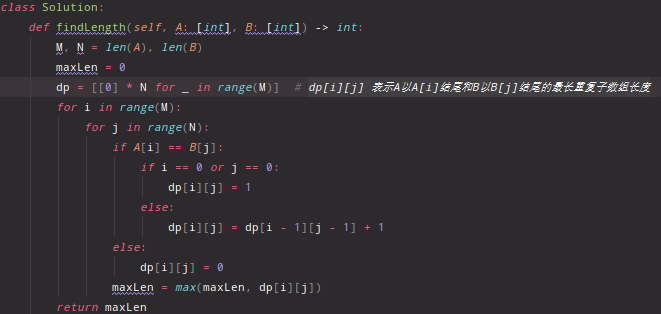 class Solution:
    def findLength(self, A: [int], B: [int]) -> int:
        M, N = len(A), len(B)
        maxLen = 0
        dp = [[0] * N for _ in range(M)]  # dp[i][j] 表示A以A[i]结尾和B以B[j]结尾的最长重复子数组长度
        for i in range(M):
            for j in range(N):
                if A[i] == B[j]:
                    if i == 0 or j == 0:
                        dp[i][j] = 1
                    else:
                        dp[i][j] = dp[i - 1][j - 1] + 1
                else:
                    dp[i][j] = 0
                maxLen = max(maxLen, dp[i][j])
        return maxLen